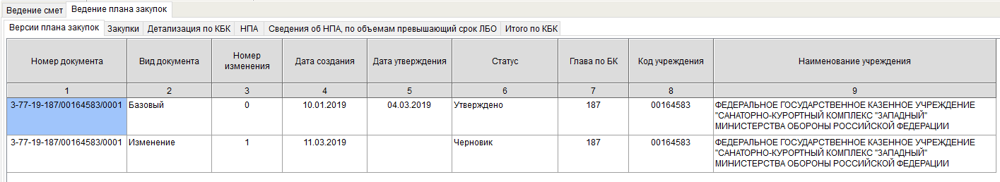 Ведение смет Ведение плана закупок
Версии плана закупок Закупки Детализация по КБК НПА Сведения об НПА, по объемам превышающий срок ЛБО Итого по КБК
Номер документа Вид документа Номер изменения Дата создания Дата утверждения Статус Глава по БК Код учреждения Наименование учреждения
1 2 3 4 5 6 7 8 9
3-77-19-187/00164583/0001 Базовый 0 10.01.2019 04.03.2019 Утверждено 187 00164583 ФЕДЕРАЛЬНОЕ ГОСУДАРСТВЕННОЕ КАЗЕННОЕ УЧРЕЖДЕНИЕ
"САНАТОРНО-КУРОРТНЫЙ КОМПЛЕКС "ЗАПАДНЫЙ"
МИНИСТЕРСТВА ОБОРОНЫ РОССИЙСКОЙ ФЕДЕРАЦИИ
3-77-19-187/00164583/0001 Изменение 1 11.03.2019 Черновик 187 00164583 ФЕДЕРАЛЬНОЕ ГОСУДАРСТВЕННОЕ КАЗЕННОЕ УЧРЕЖДЕНИЕ
"САНАТОРНО-КУРОРТНЫЙ КОМПЛЕКС "ЗАПАДНЫЙ"
МИНИСТЕРСТВА ОБОРОНЫ РОССИЙСКОЙ ФЕДЕРАЦИИ